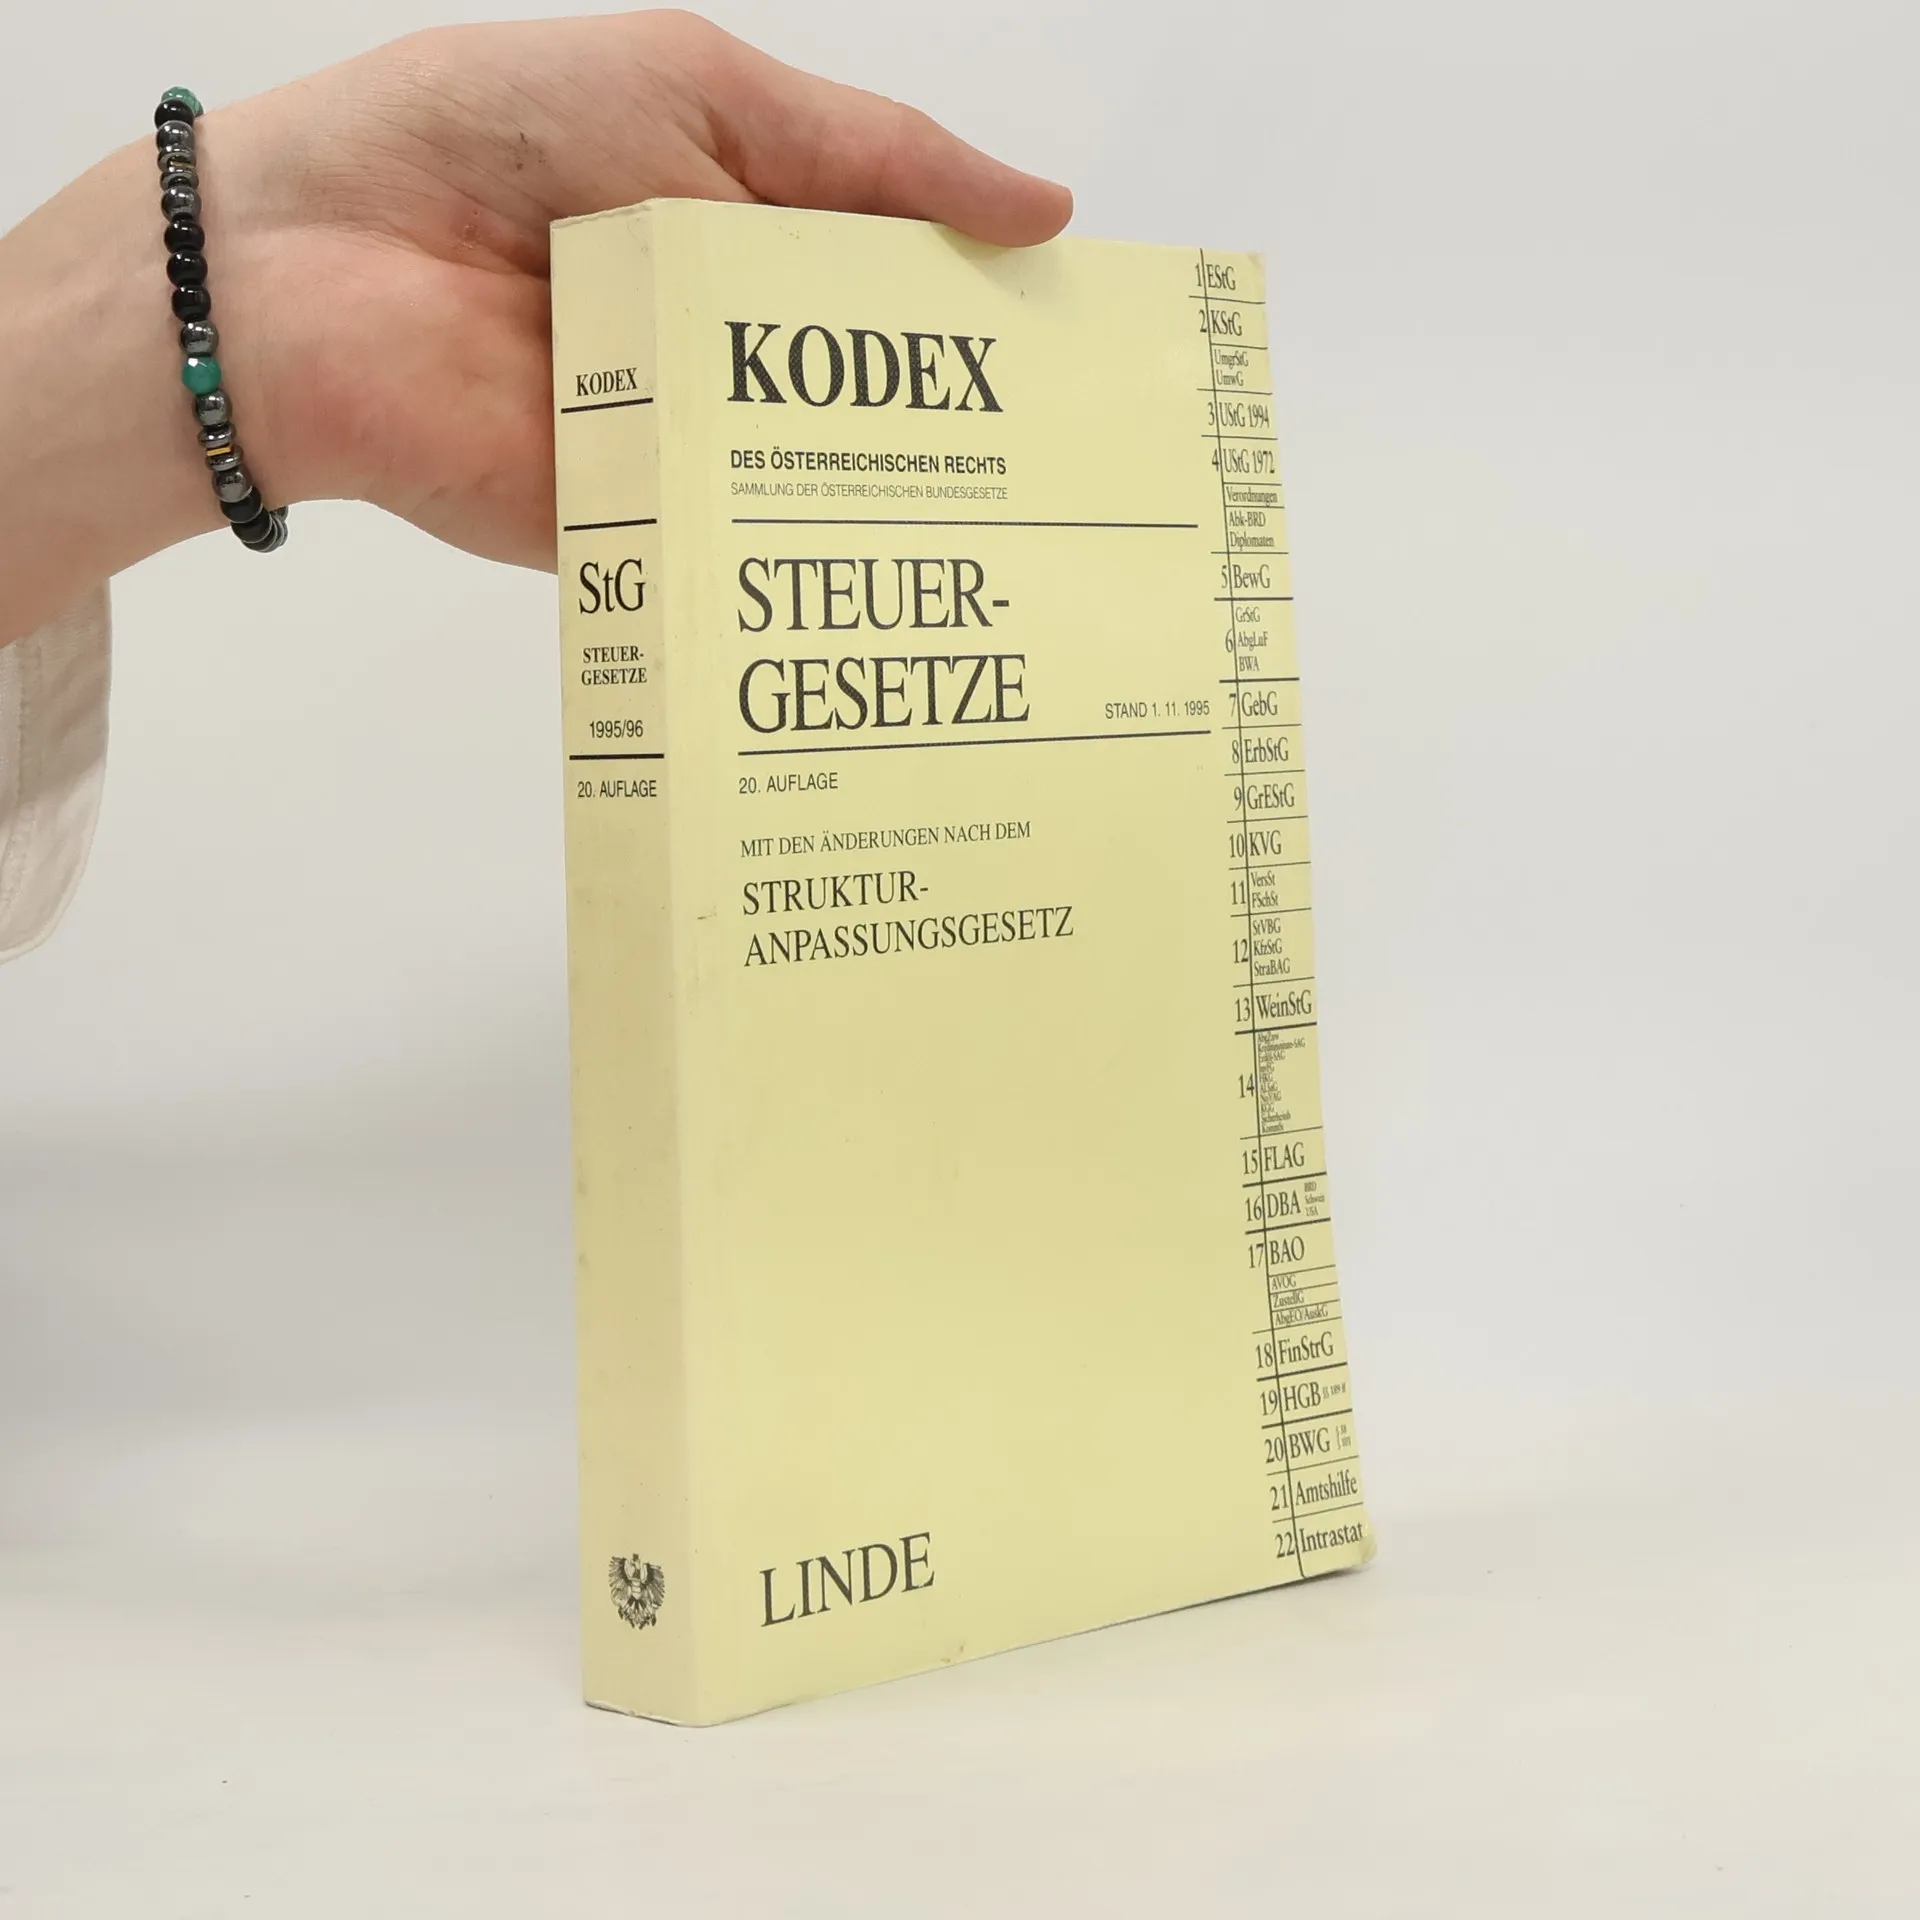 KODEX
StG
STEUER-
GESETZE
1995/96
20. AUFLAGE
KODEX
DES ÖSTERREICHISCHEN RECHTS
SAMMLUNG DER ÖSTERREICHISCHEN BUNDESGESETZE
STEUER-
GESETZE
STAND 1. 11. 1995
20. AUFLAGE
MIT DEN ÄNDERUNGEN NACH DEM
STRUKTUR-
ANPASSUNGSGESETZ
LINDE
1 EStG
2 KStG
UmgrStG
UmwG
3 UStG 1994
4 UStG 1972
Verordnungen
Abk-BRD
Diplomaten
5 BewG
GrStG
6 AbgLuF
BWA
7 GebG
8 ErbStG
9 GrEStG
10 KVG
11 VersSt
FSchSt
StVBG
12 KfzStG
StraBAG
13 WeinStG
14
15 FLAG
16 DBA BRD
Schweiz
USA
17 BAO
AVOG
ZustellG
AbgEO/AuskG
18 FinStrG
19 HGB §§ 189 ff
20 BWG
21 Amtshilfe
22 Intrastat